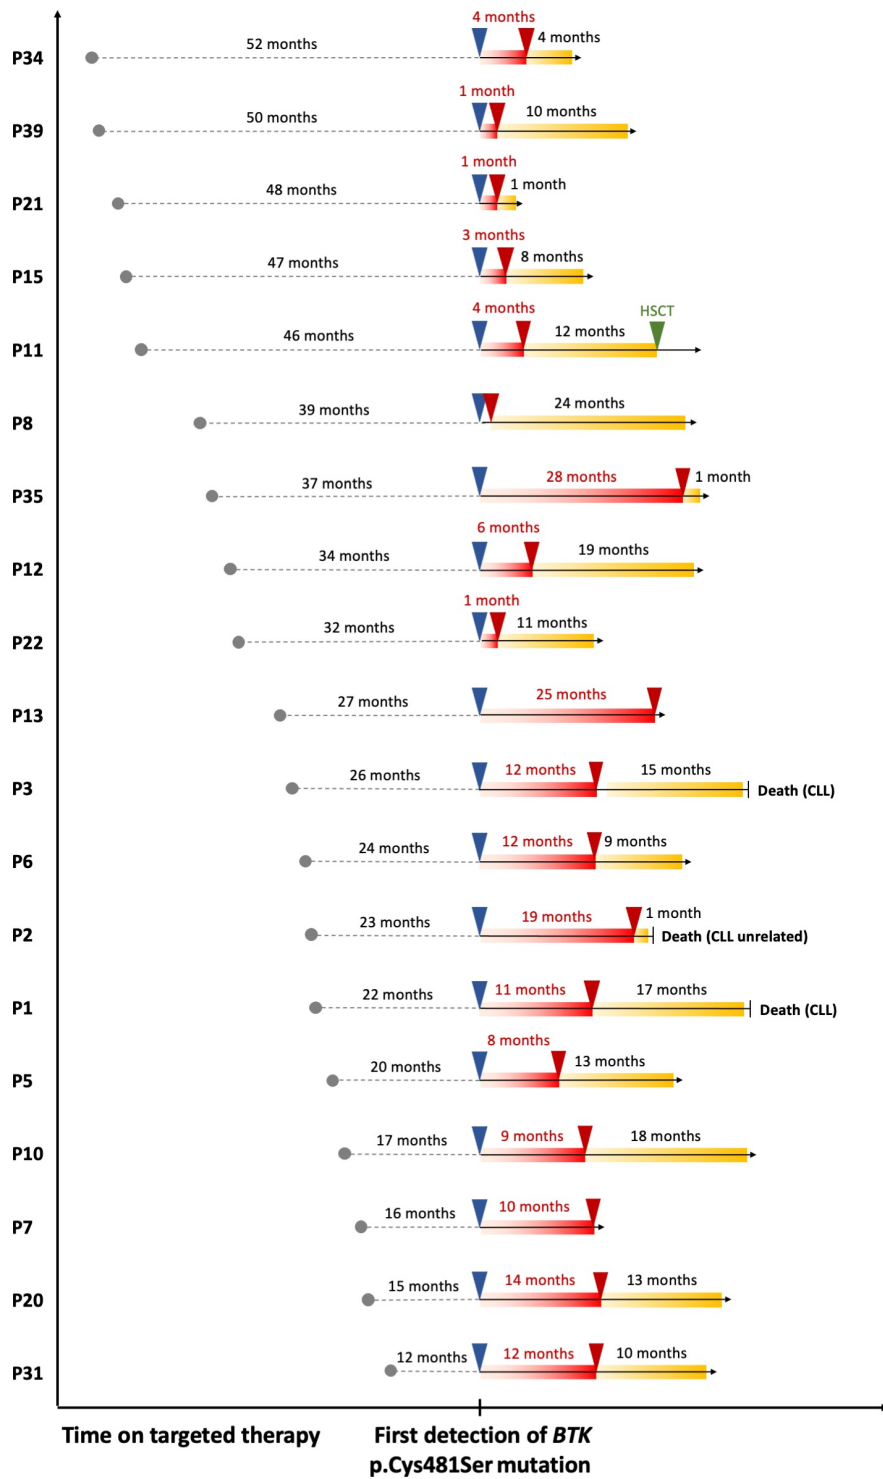 4 months
P34 52 months 4 months
1 month
P39 50 months 10 months
1 month
P21 48 months 1 month
3 months
P15 47 months 8 months
HSCT
P11 46 months 4 months 12 months
P8 39 months 24 months
P35 37 months 28 months 1 month
6 months
P12 34 months 19 months
1 month
P22 32 months 11 months
P13 27 months 25 months
P3 26 months 12 months 15 months Death (CLL)
P6 24 months 12 months 9 months
P2 23 months 19 months 1 month Death (CLL unrelated)
P1 22 months 11 months 17 months Death (CLL)
8 months
P5 20 months 13 months
P10 17 months 9 months 18 months
P7 16 months 10 months
P20 15 months 14 months 13 months
P31 12 months 12 months 10 months
Time on targeted therapy
First detection of BTK
p.Cys481Ser mutation